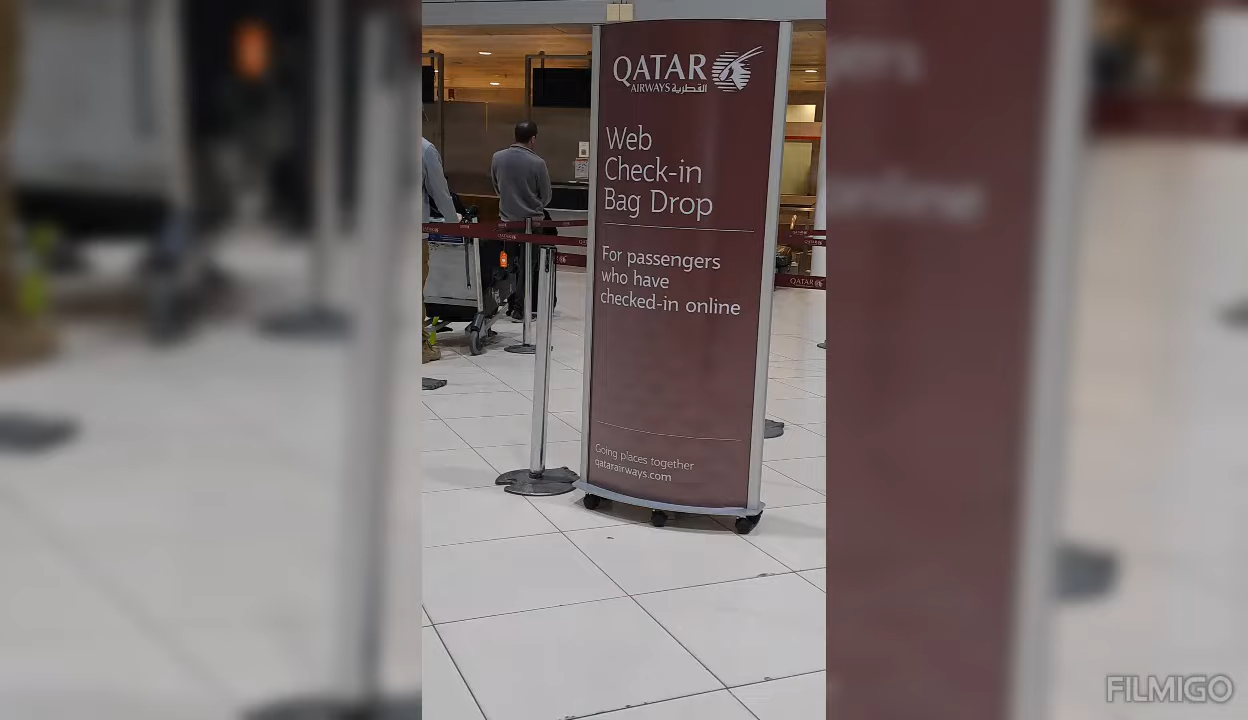 QATAR
AIRWAYS القطرية
Web
Check-in
Bag Drop
For passengers
who have
checked-in online
Going places together
qatarairways.com
QATAR
FILMIGO